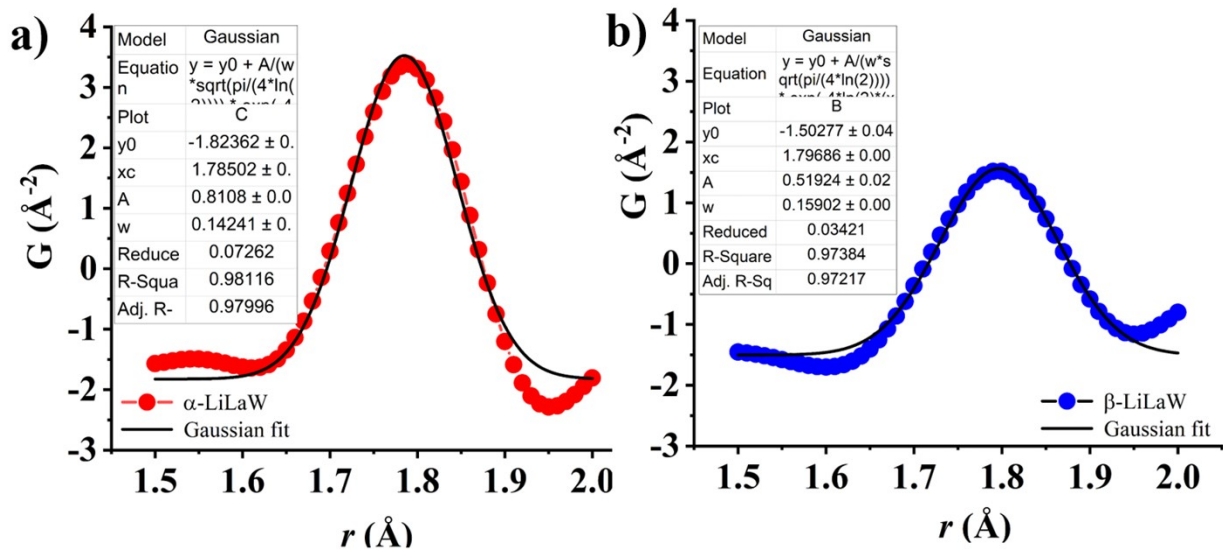 a)
Model Gaussian
Equatio
n
y = y0 + A/(w
*sqrt(pi/(4*ln(
Plot C
y0 -1.82362 ± 0.
xc 1.78502 ± 0.
A 0.8108 ± 0.0
w 0.14241 ± 0.
Reduce 0.07262
R-Squa 0.98116
Adj. R- 0.97996
G (Å-2)
4
3
2
1
0
-1
-2
-3
α-LiLaW
Gaussian fit
1.5 1.6 1.7 1.8 1.9 2.0
r (Å)
b)
Model Gaussian
Equation
y = y0 + A/(w*s
qrt(pi/(4*ln(2))))
Plot B
y0 -1.50277 ± 0.04
xc 1.79686 ± 0.00
A 0.51924 ± 0.02
w 0.15902 ± 0.00
Reduced 0.03421
R-Square 0.97384
Adj. R-Sq 0.97217
G (Å-2)
4
3
2
1
0
-1
-2
-3
β-LiLaW
Gaussian fit
1.5 1.6 1.7 1.8 1.9 2.0
r (Å)